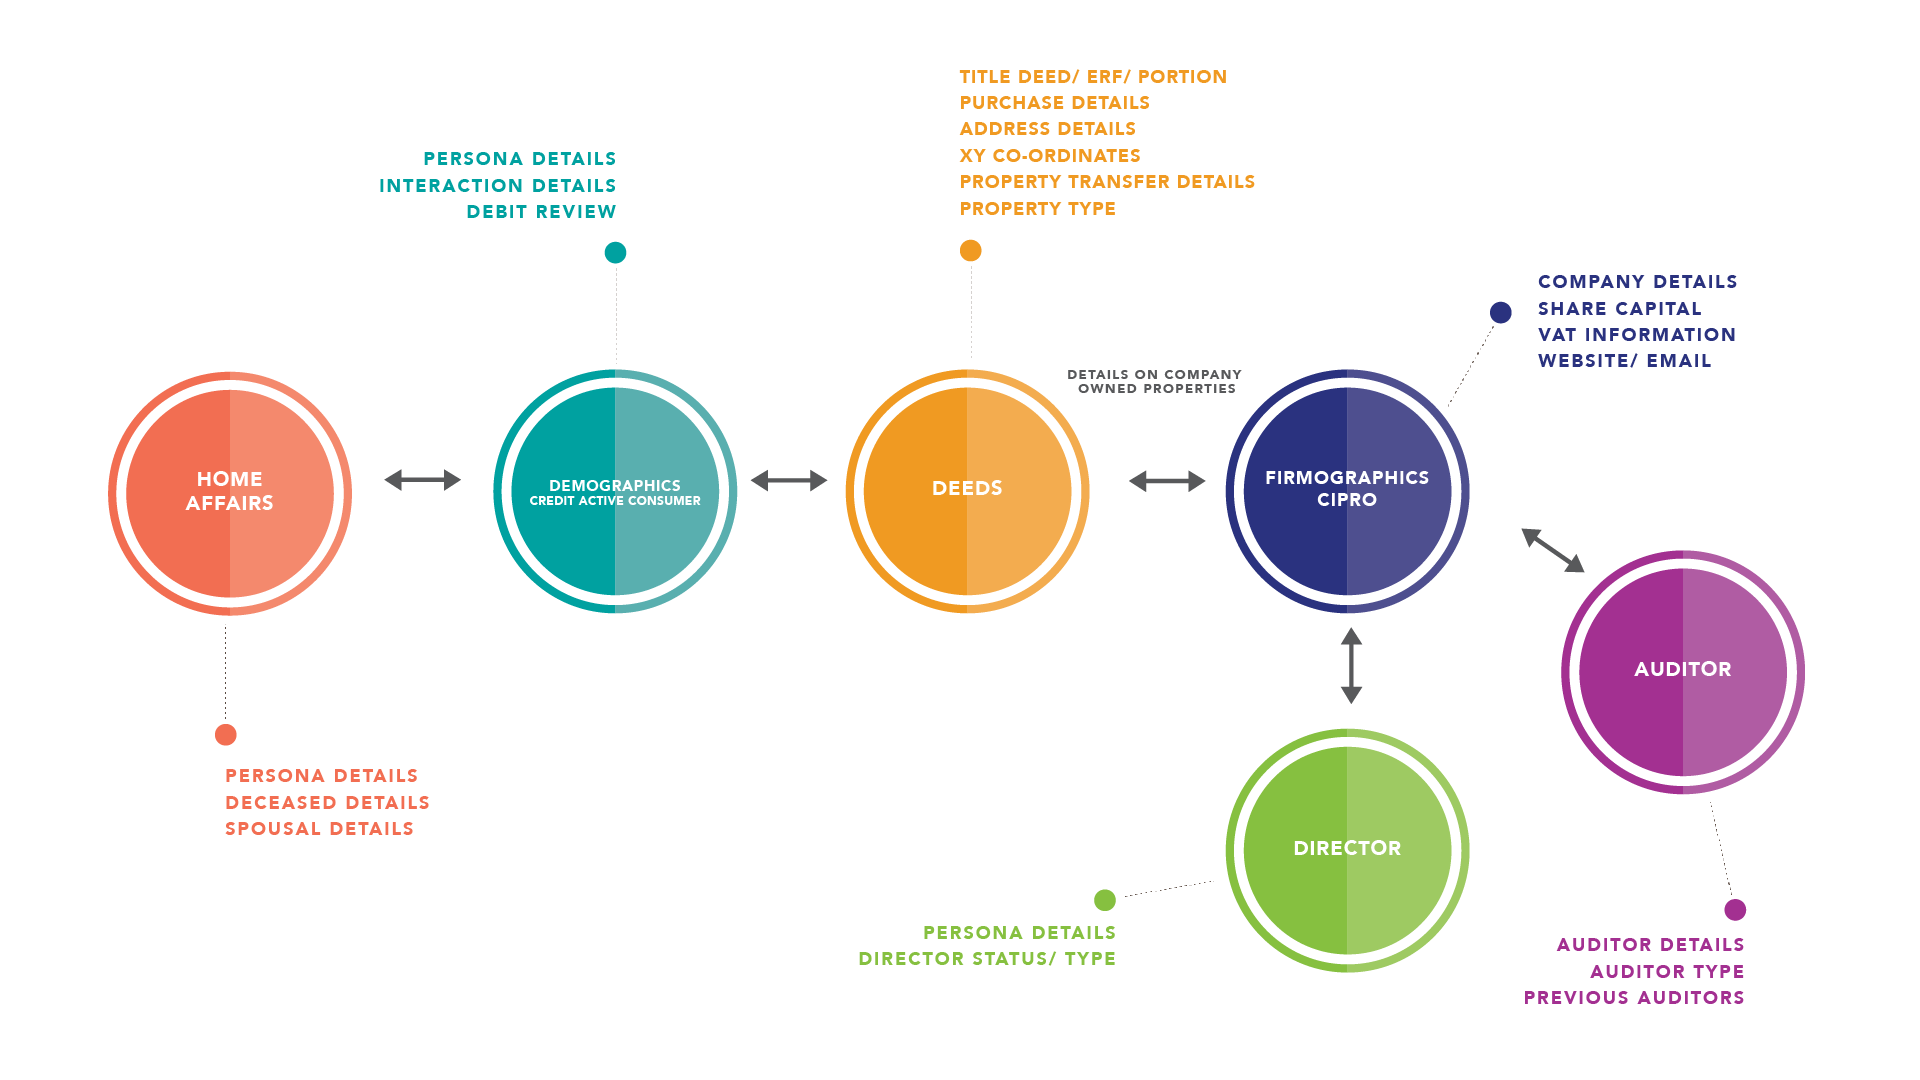 TITLE DEED/ ERF/ PORTION
PURCHASE DETAILS
ADDRESS DETAILS
XY CO-ORDINATES
PROPERTY TRANSFER DETAILS
PROPERTY TYPE
PERSONA DETAILS
INTERACTION DETAILS
DEBIT REVIEW
COMPANY DETAILS
SHARE CAPITAL
VAT INFORMATION
WEBSITE/ EMAIL
DETAILS ON COMPANY
OWNED PROPERTIES
HOME
AFFAIRS
DEMOGRAPHICS
CREDIT ACTIVE CONSUMER
DEEDS
FIRMOGRAPHICS
CIPRO
AUDITOR
DIRECTOR
PERSONA DETAILS
DECEASED DETAILS
SPOUSAL DETAILS
PERSONA DETAILS
DIRECTOR STATUS/ TYPE
AUDITOR DETAILS
AUDITOR TYPE
PREVIOUS AUDITORS